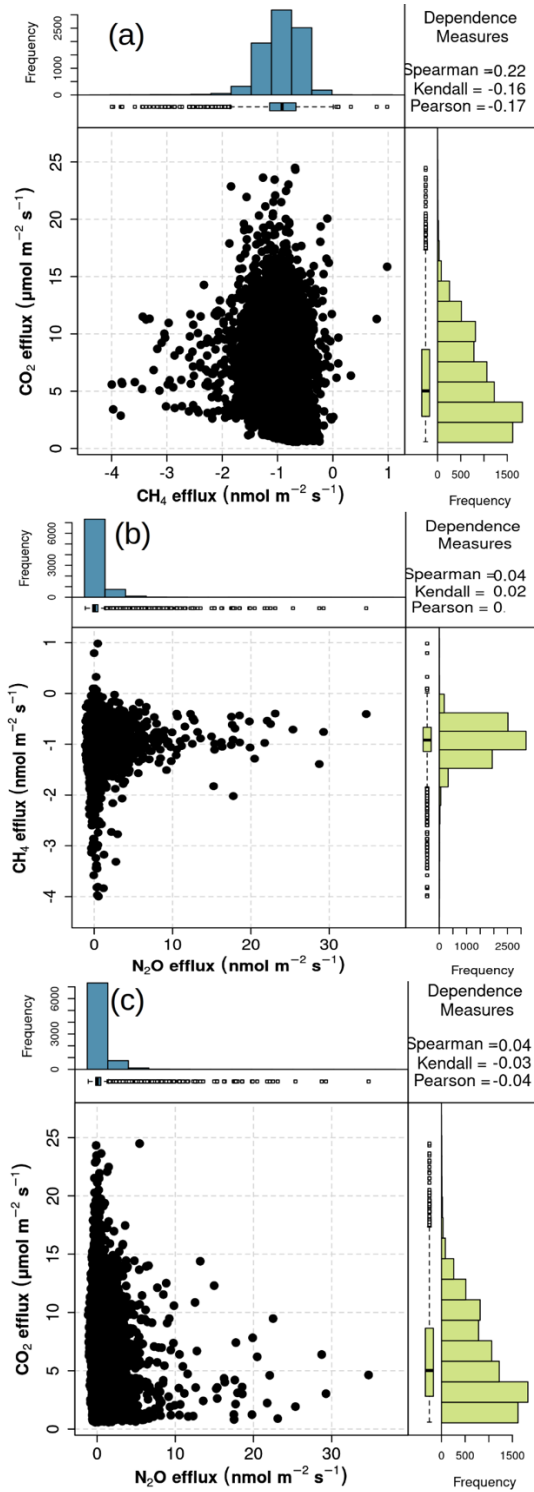 (a)
Frequency
0 1000 2500
Dependence
Measures
Spearman =0.22
Kendall = -0.16
Pearson = -0.17
CO₂ efflux (µmol m⁻² s⁻¹)
25
20
15
10
5
0
-4 -3 -2 -1 0 1
CH₄ efflux (nmol m⁻² s⁻¹)
0 500 1500
Frequency
(b)
Frequency
0 3000 6000
Dependence
Measures
Spearman =0.04
Kendall = 0.02
Pearson = 0.
CH₄ efflux (nmol m⁻² s⁻¹)
1
0
-1
-2
-3
-4
0 10 20 30
N₂O efflux (nmol m⁻² s⁻¹)
0 1000 2500
Frequency
(c)
Frequency
0 3000 6000
Dependence
Measures
Spearman =0.04
Kendall = -0.03
Pearson = -0.04
CO₂ efflux (µmol m⁻² s⁻¹)
25
20
15
10
5
0
0 10 20 30
N₂O efflux (nmol m⁻² s⁻¹)
0 500 1500
Frequency